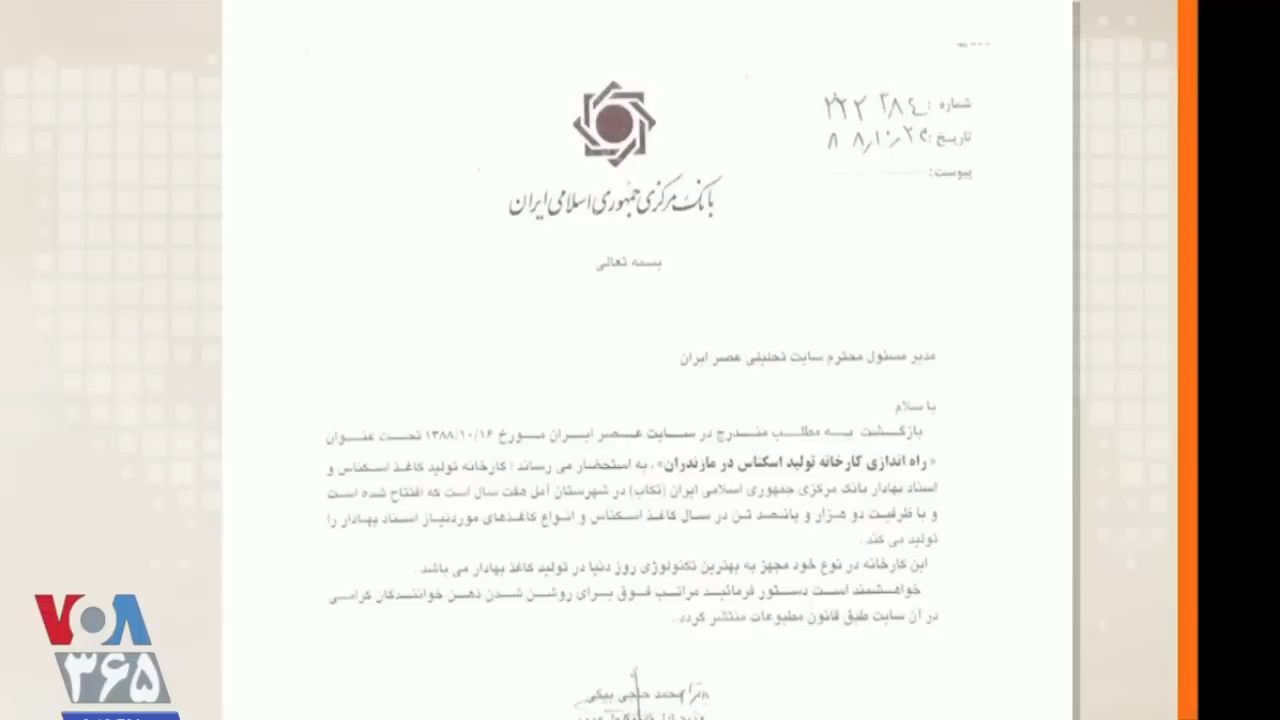 شماره :
تاریخ :
پیوست:
بانک مرکزی جمهوری اسلامی ایران
بسمه تعالی
مدیر مسئول محترم سایت تحلیلی عصر ایران
با سلام
بازگشت به مطلب مندرج در سایت عصر ایران مورخ ۱۳۸۸/۱۰/۱۶ تحت عنوان
« راه اندازی کارخانه تولید اسکناس در مازندران» ، به استحضار می رساند : کارخانه تولید کاغذ اسکناس و
اسناد بهادار بانک مرکزی جمهوری اسلامی ایران (تکاب) در شهرستان آمل هفت سال است که افتتاح شده است
و با ظرفیت دو هزار و پانصد تن در سال کاغذ اسکناس و انواع کاغذهای موردنیاز اسناد بهادار را
تولید می کند .
این کارخانه در نوع خود مجهز به بهترین تکنولوژی روز دنیا در تولید کاغذ بهادار می باشد .
خواهشمند است دستور فرمائید مراتب فوق برای روشن شدن ذهن خوانندگان گرامی
در آن سایت طبق قانون مطبوعات منتشر گردد .
محمد حاجی بیکی
VOA
۳۶۵